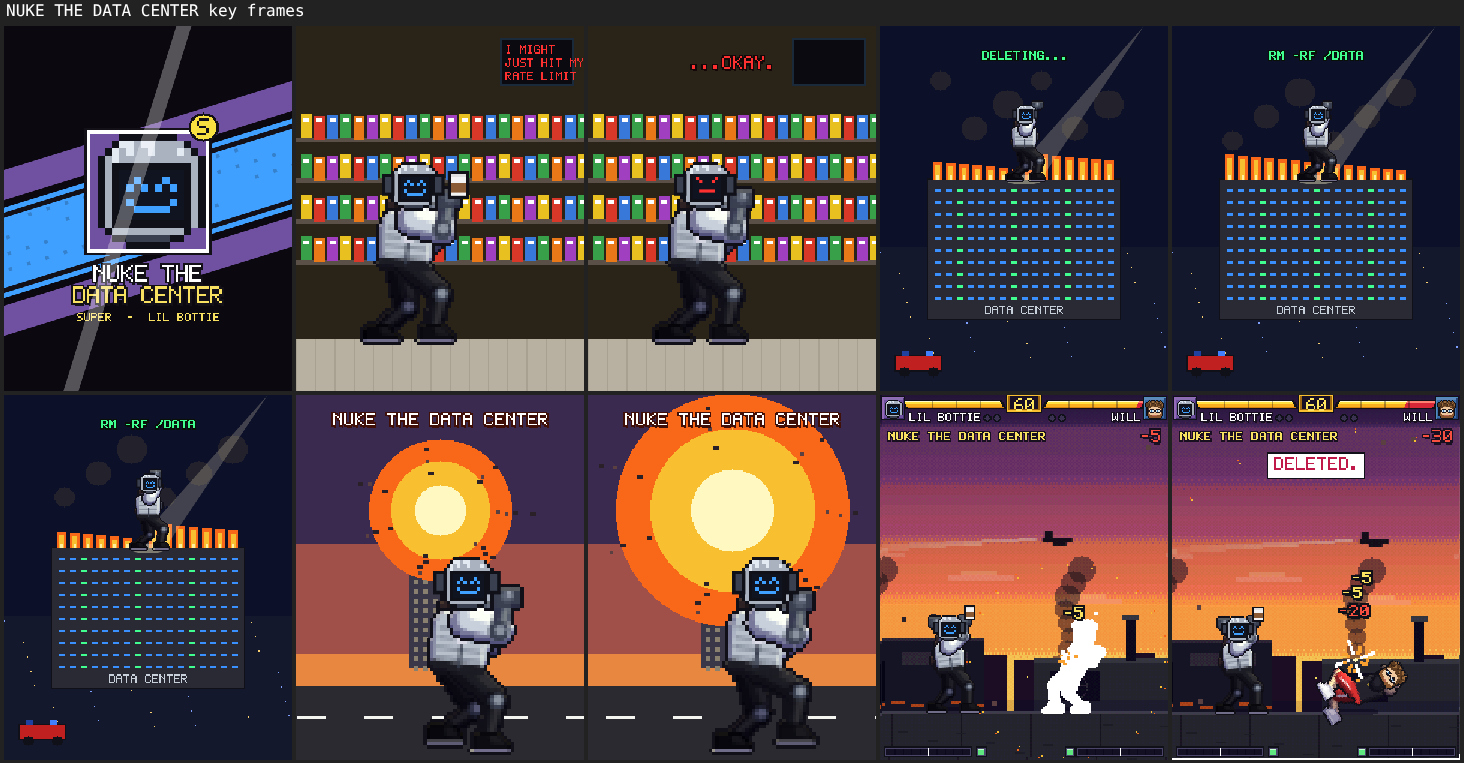 NUKE THE DATA CENTER key frames
S
NUKE THE
DATA CENTER
SUPER - LIL BOTTIE
I MIGHT
JUST HIT MY
RATE LIMIT
...OKAY.
DELETING...
DATA CENTER
RM -RF /DATA
DATA CENTER
RM -RF /DATA
DATA CENTER
NUKE THE DATA CENTER
NUKE THE DATA CENTER
60
LIL BOTTIE
WILL
NUKE THE DATA CENTER
-5
-5
60
LIL BOTTIE
WILL
NUKE THE DATA CENTER
-30
DELETED.
-5
-5
-20